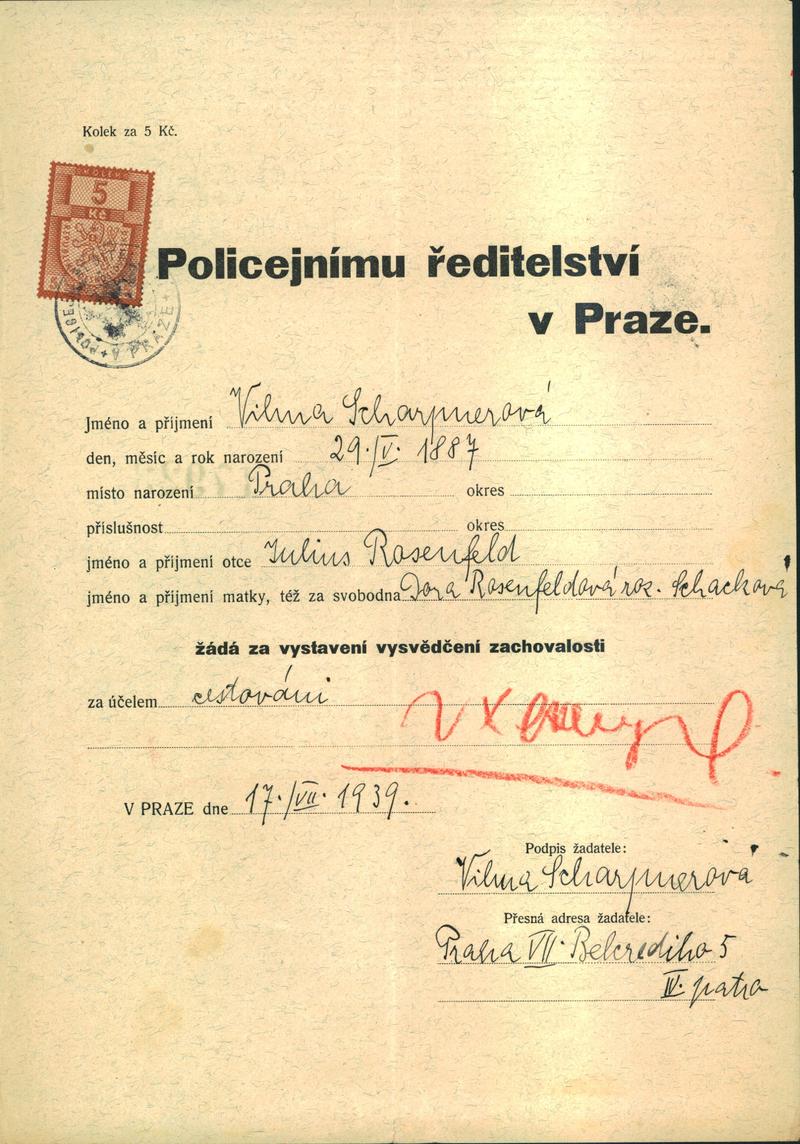 Kolek za 5 Kč.
KOLEK
5
Kč
Policejnímu ředitelství
v Praze.
V PRAZE
Jméno a příjmení Vilma Scharpnerová
den, měsíc a rok narození 29./V. 1887
místo narození Praha okres
příslušnost okres
jméno a příjmení otce Julius Rosenfeld
jméno a příjmení matky, též za svobodna Dora Rosenfeldová roz. Schacková
žádá za vystavení vysvědčení zachovalosti
za účelem cestování
V PRAZE dne 17./VII. 1939.
Podpis žadatele:
Vilma Scharpnerová
Přesná adresa žadatele:
Praha VII. Belcrediho 5
IV. patro